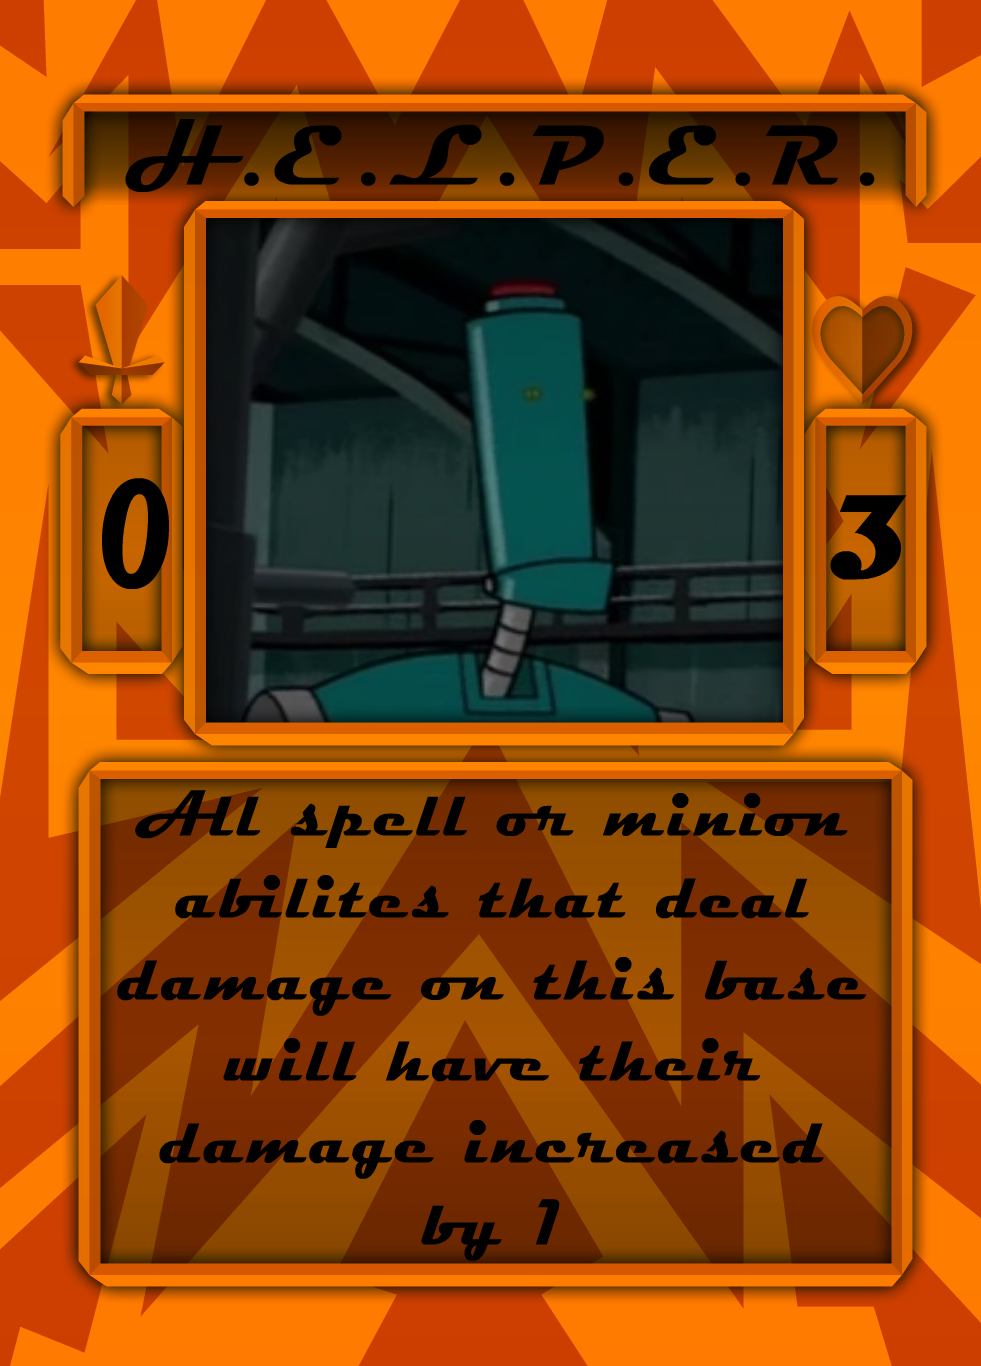 H.E.L.P.E.R.
0
3
All spell or minion
abilites that deal
damage on this base
will have their
damage increased
by 1